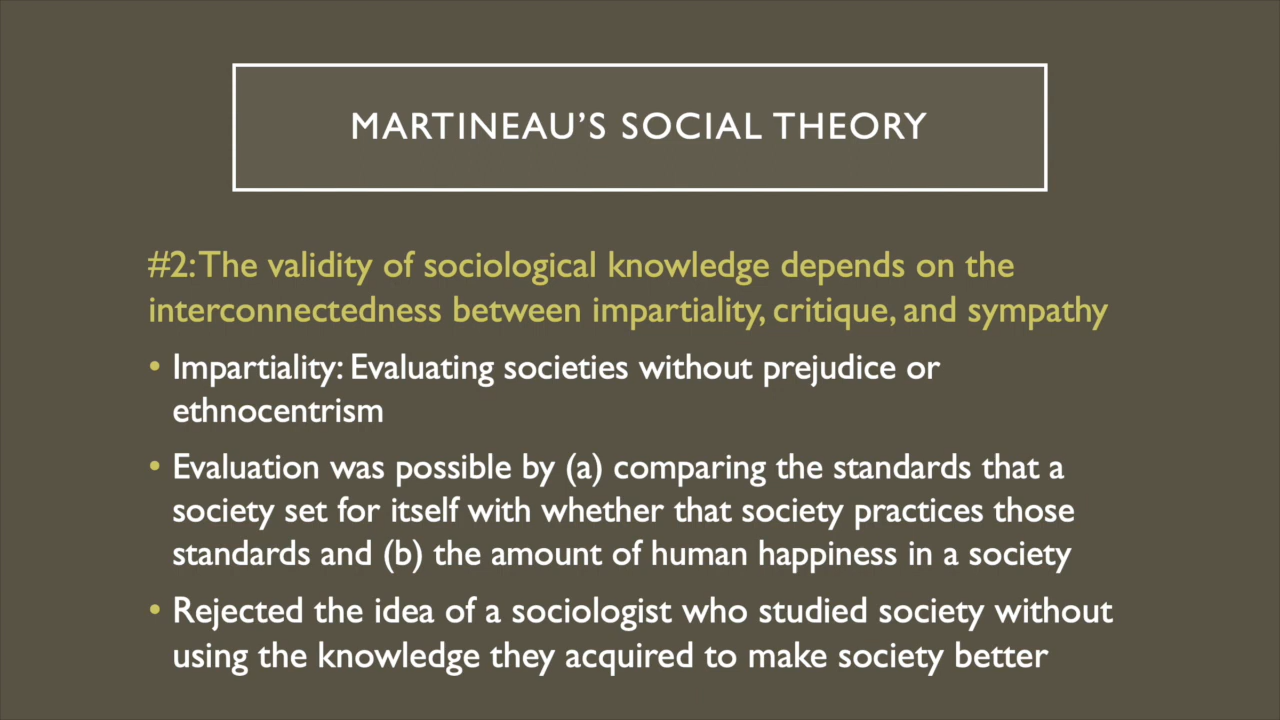 MARTINEAU’S SOCIAL THEORY
#2: The validity of sociological knowledge depends on the
interconnectedness between impartiality, critique, and sympathy
• Impartiality: Evaluating societies without prejudice or
ethnocentrism
• Evaluation was possible by (a) comparing the standards that a
society set for itself with whether that society practices those
standards and (b) the amount of human happiness in a society
• Rejected the idea of a sociologist who studied society without
using the knowledge they acquired to make society better